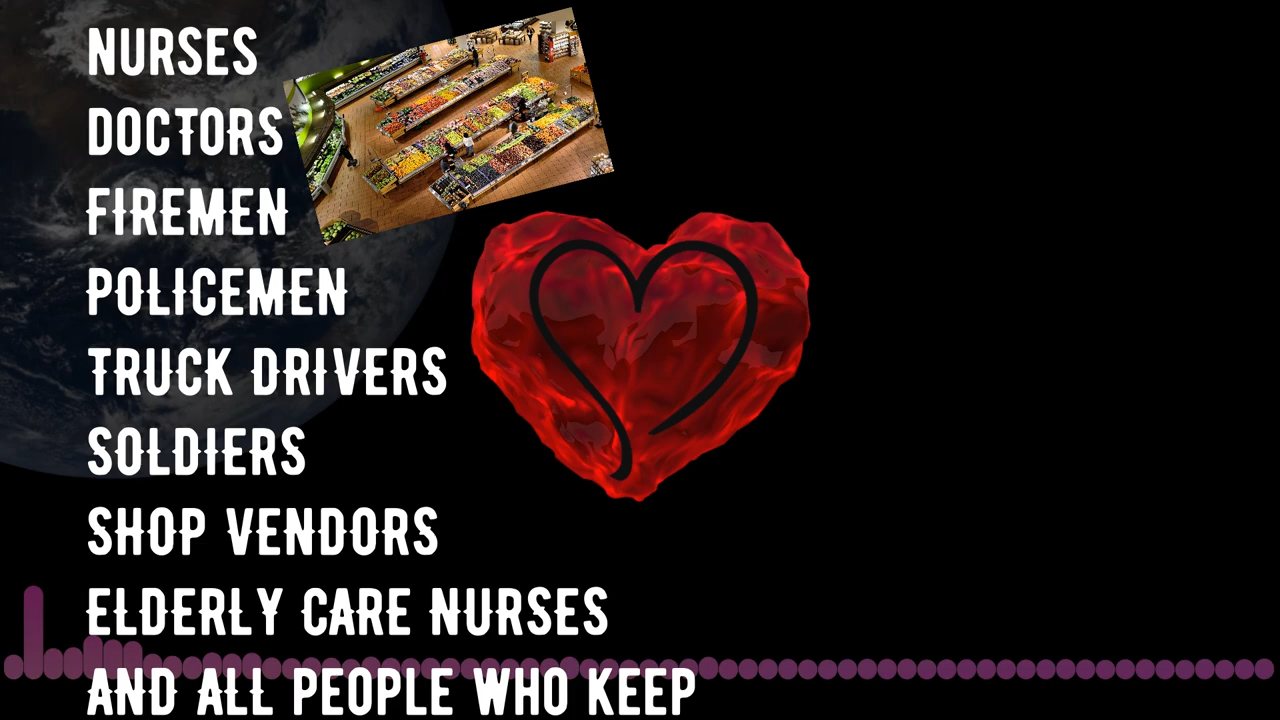 NURSES
DOCTORS
FIREMEN
POLICEMEN
TRUCK DRIVERS
SOLDIERS
SHOP VENDORS
ELDERLY CARE NURSES
AND ALL PEOPLE WHO KEEP